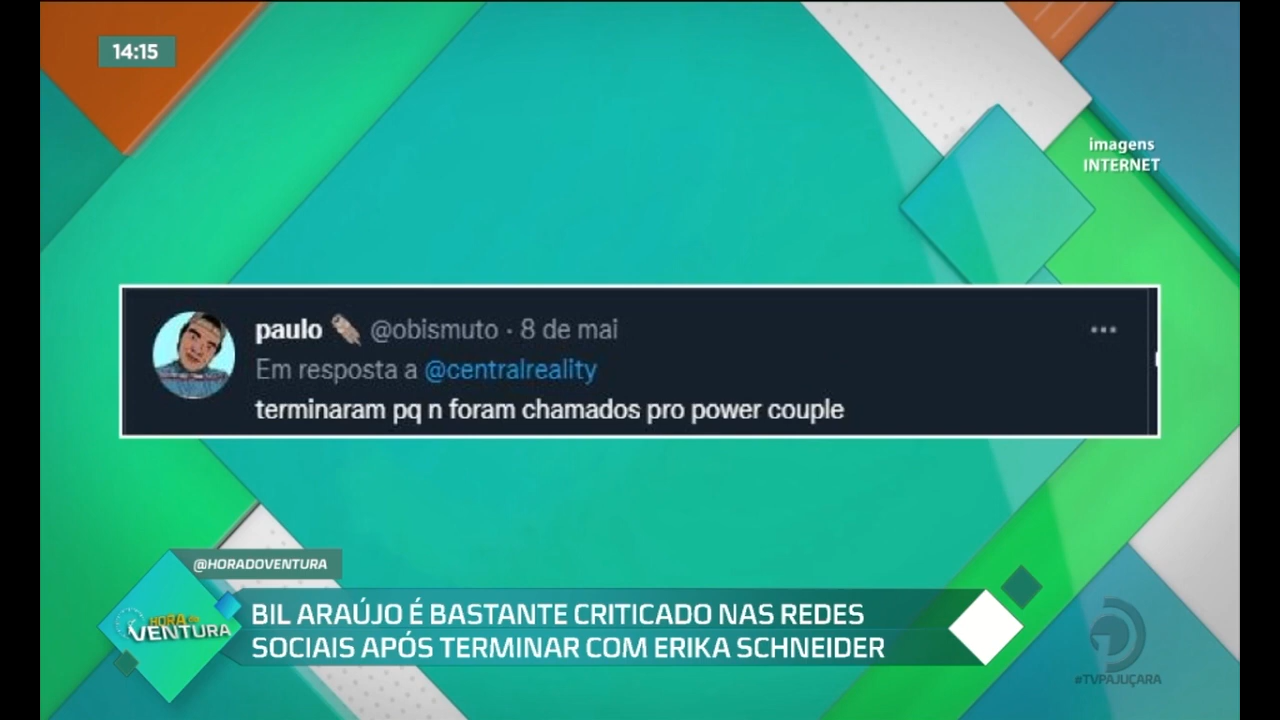 14:15
imagens
INTERNET
paulo @obismuto · 8 de mai
Em resposta a @centralreality
terminaram pq n foram chamados pro power couple
@HORADOVENTURA
HORA DO
VENTURA
BIL ARAÚJO É BASTANTE CRITICADO NAS REDES
SOCIAIS APÓS TERMINAR COM ERIKA SCHNEIDER
#TVPAJUÇARA